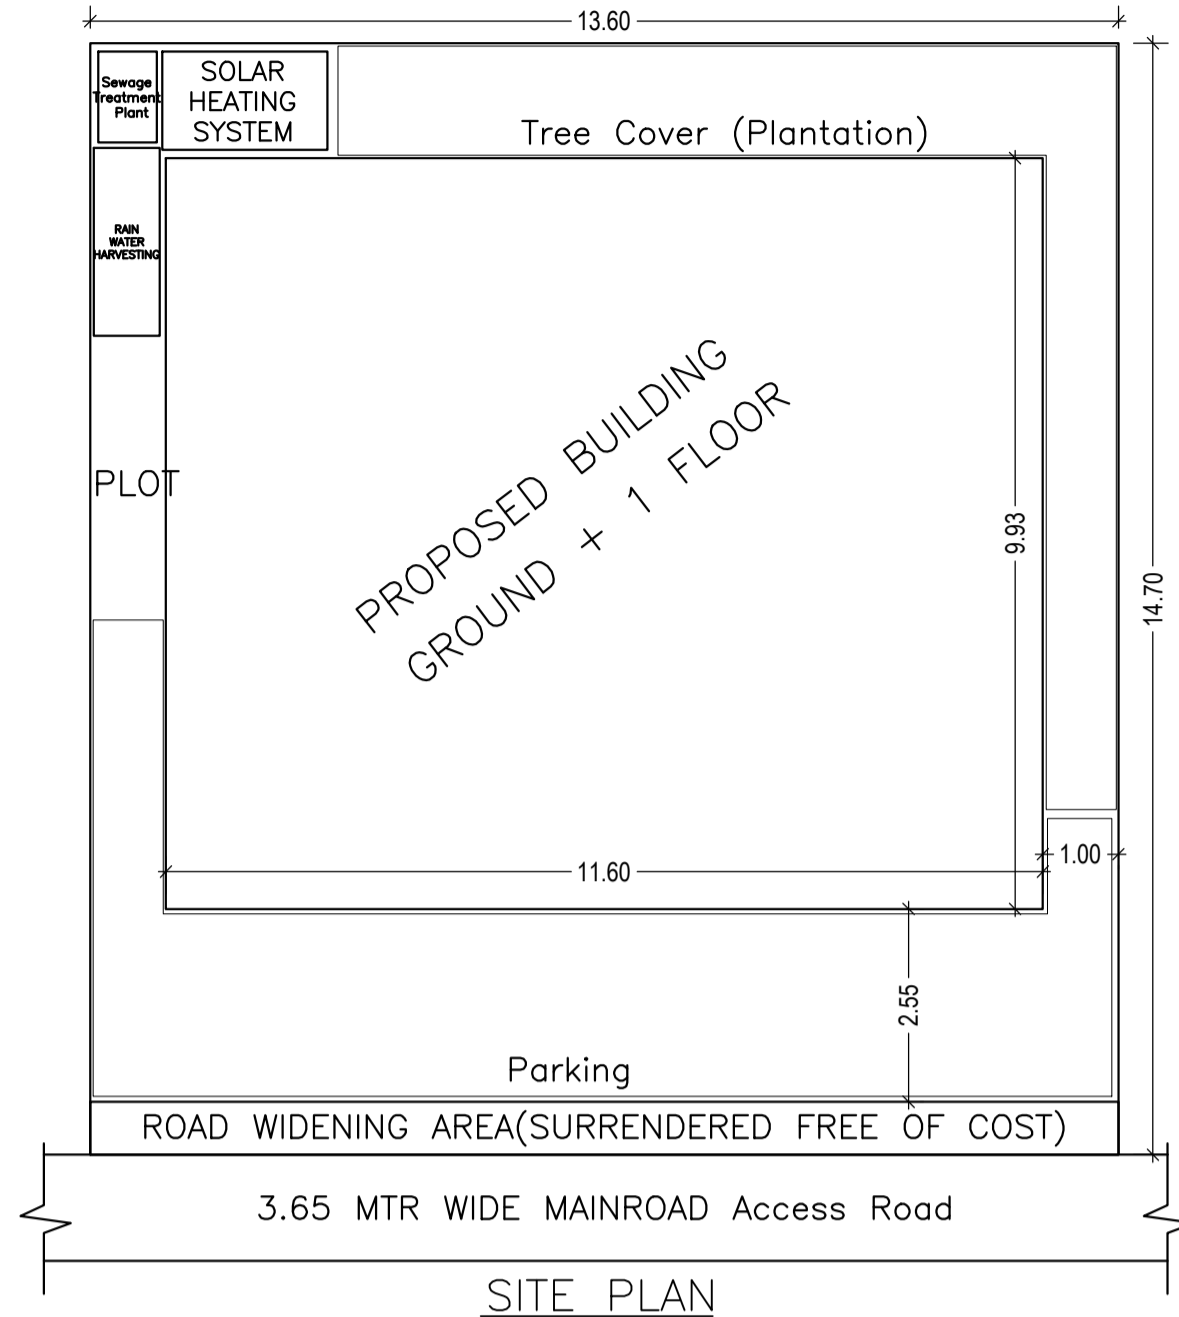 13.60
Sewage
Treatment
Plant
SOLAR
HEATING
SYSTEM
Tree Cover (Plantation)
RAIN
WATER
HARVESTING
PROPOSED BUILDING
GROUND + 1 FLOOR
PLOT
9.93
14.70
11.60
1.00
2.55
Parking
ROAD WIDENING AREA(SURRENDERED FREE OF COST)
3.65 MTR WIDE MAINROAD Access Road
SITE PLAN